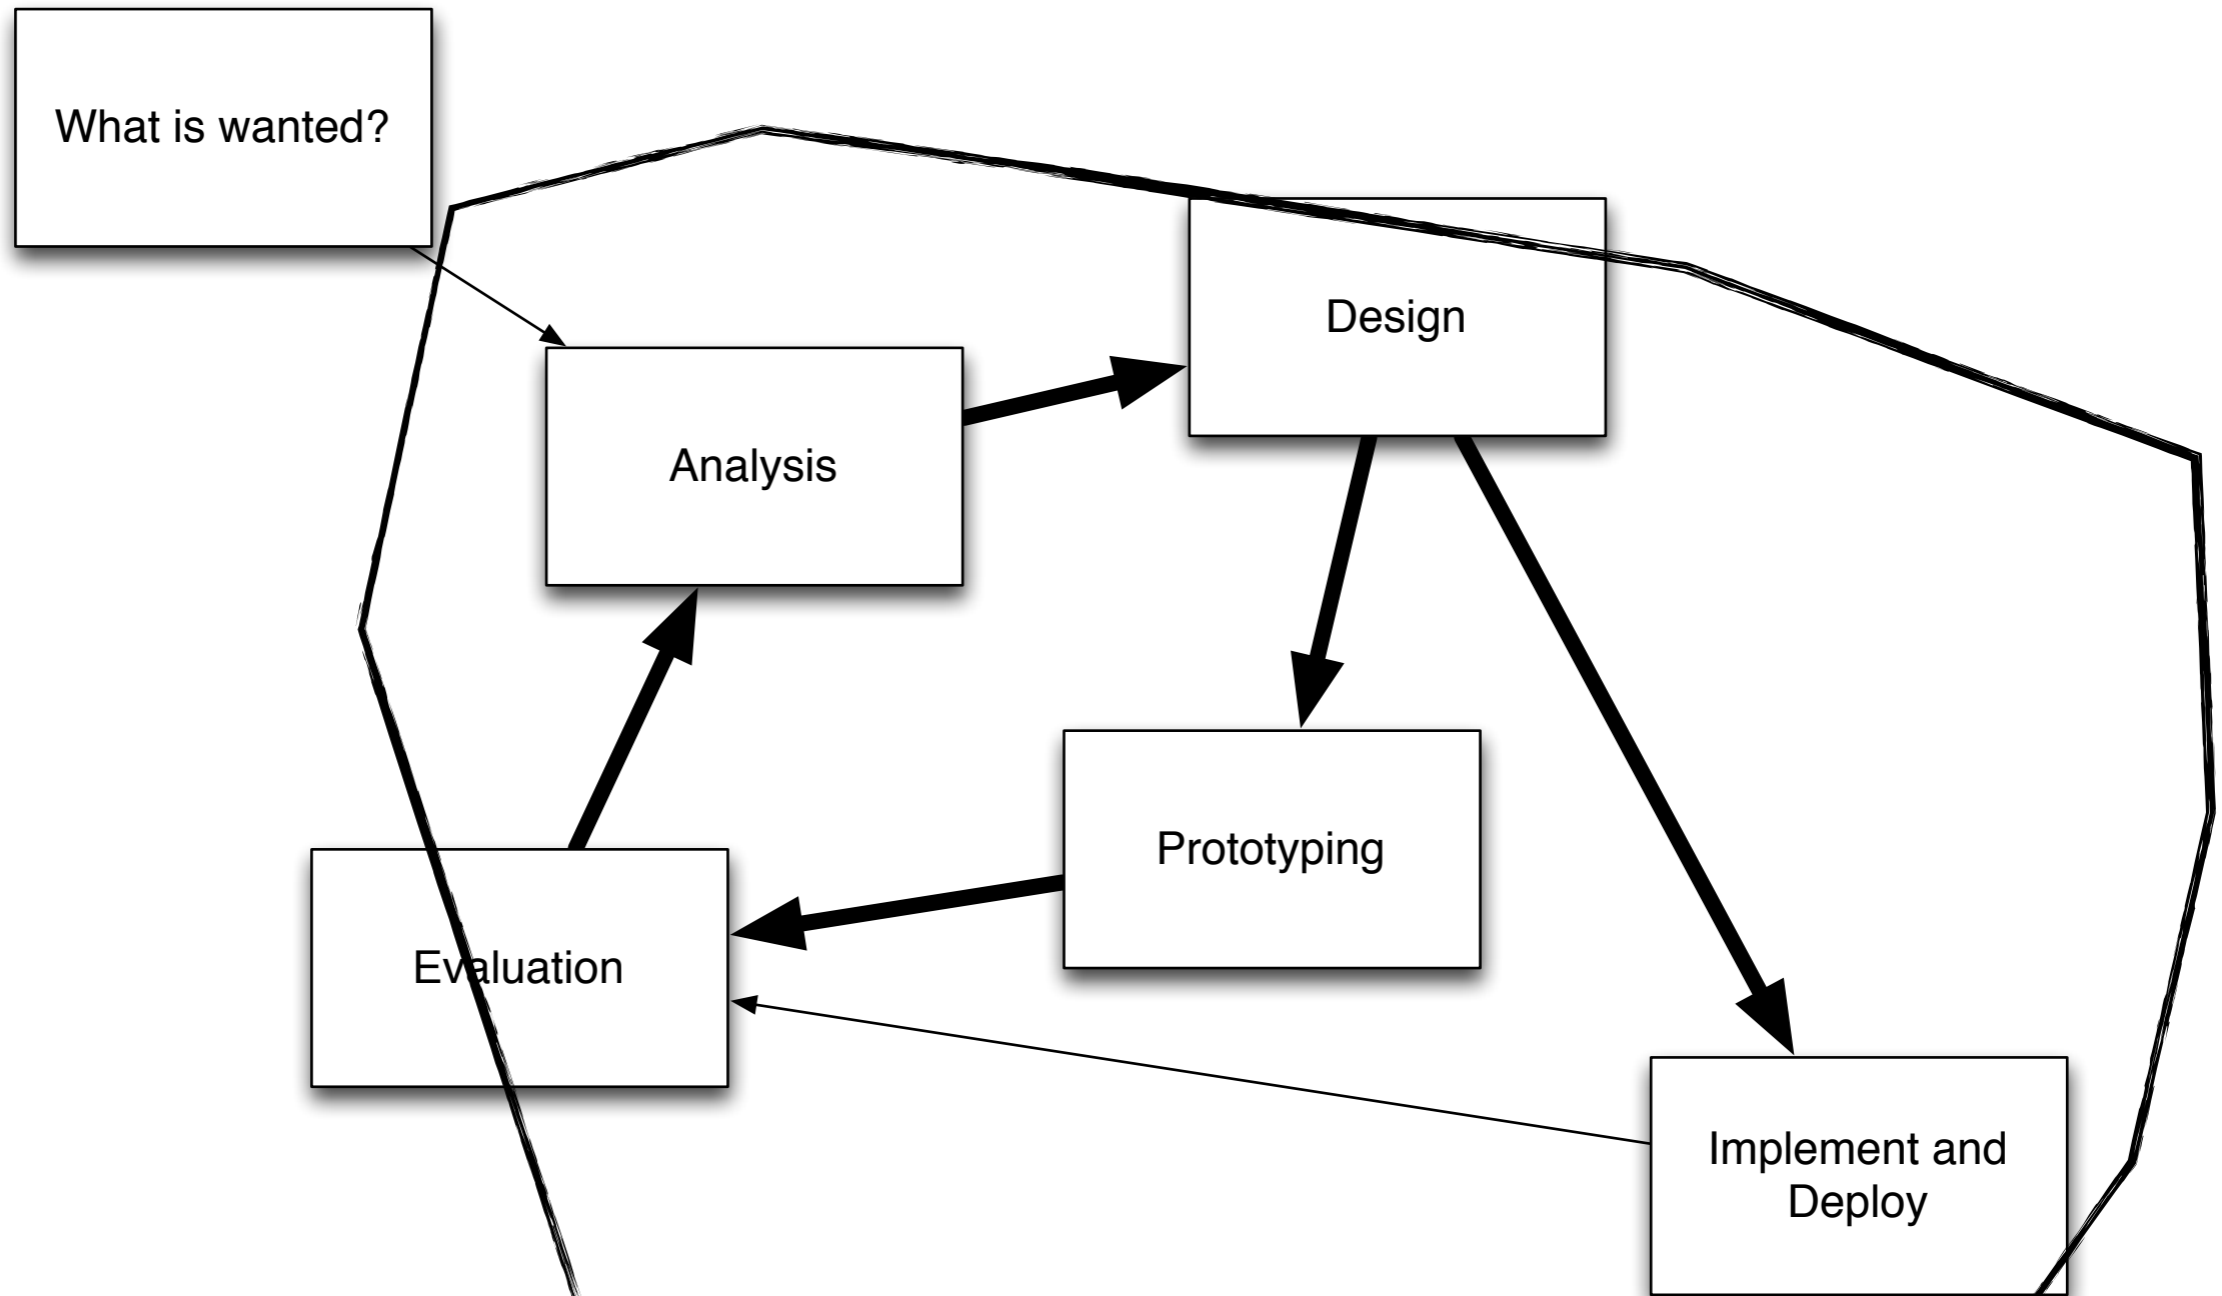 What is wanted?
Design
Analysis
Prototyping
Evaluation
Implement and
Deploy